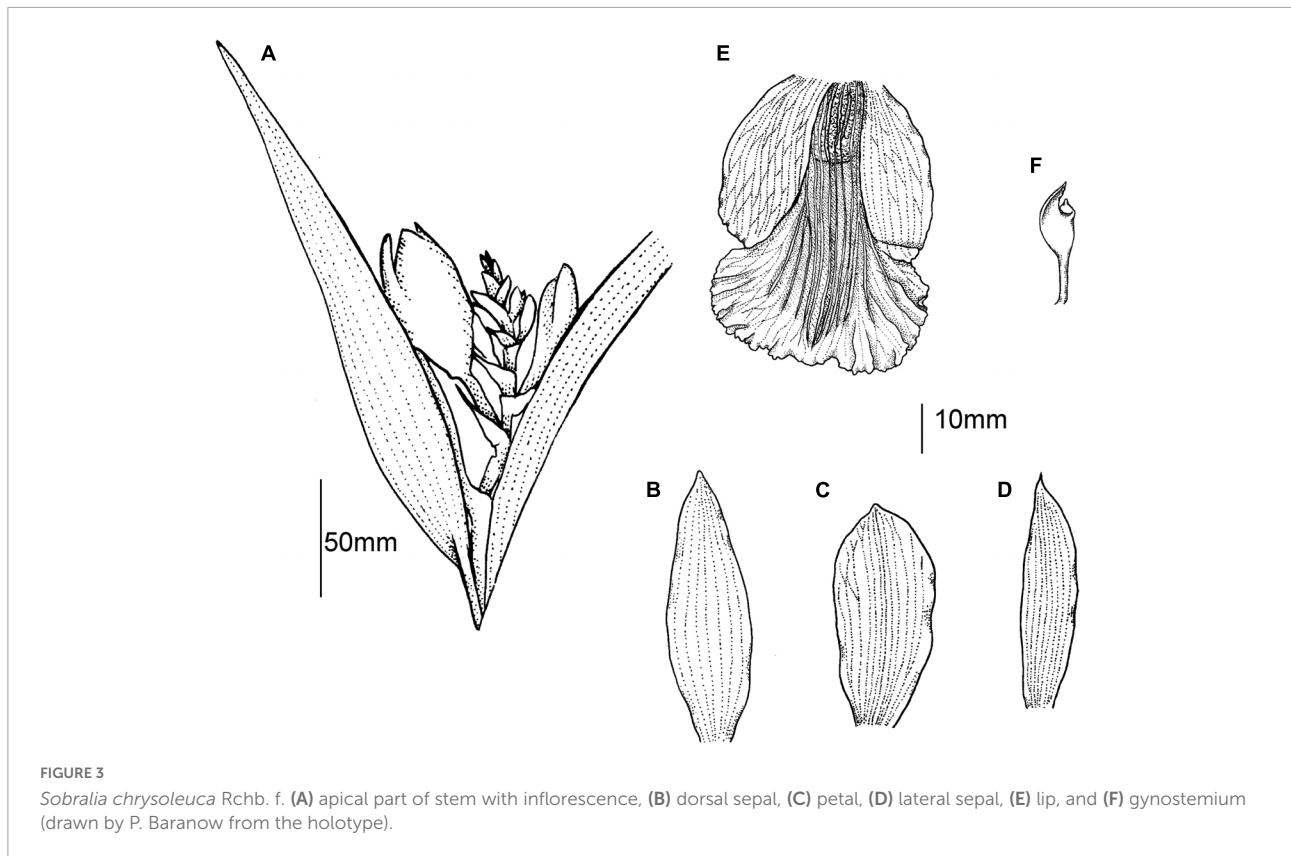 A
E
F
10mm
B
C
D
50mm
FIGURE 3
Sobralia chrysoleuca Rchb. f. (A) apical part of stem with inflorescence, (B) dorsal sepal, (C) petal, (D) lateral sepal, (E) lip, and (F) gynostemium
(drawn by P. Baranow from the holotype).